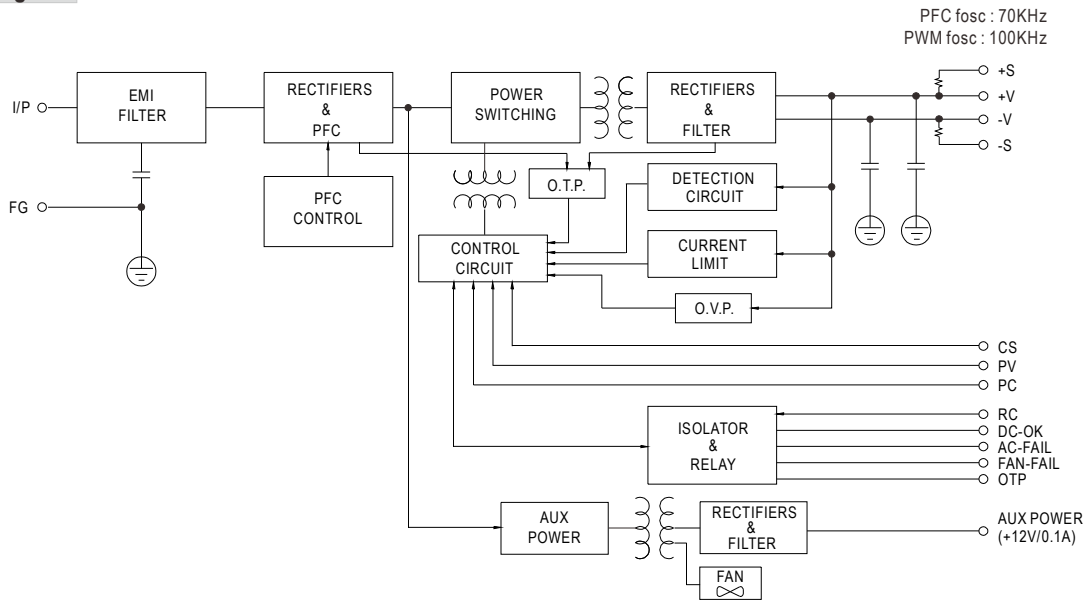 PFC fosc : 70KHz
PWM fosc : 100KHz
I/P
EMI
FILTER
RECTIFIERS
&
PFC
POWER
SWITCHING
RECTIFIERS
&
FILTER
+S
+V
-V
-S
FG
PFC
CONTROL
O.T.P.
DETECTION
CIRCUIT
CONTROL
CIRCUIT
CURRENT
LIMIT
O.V.P.
CS
PV
PC
ISOLATOR
&
RELAY
RC
DC-OK
AC-FAIL
FAN-FAIL
OTP
AUX
POWER
RECTIFIERS
&
FILTER
AUX POWER
(+12V/0.1A)
FAN